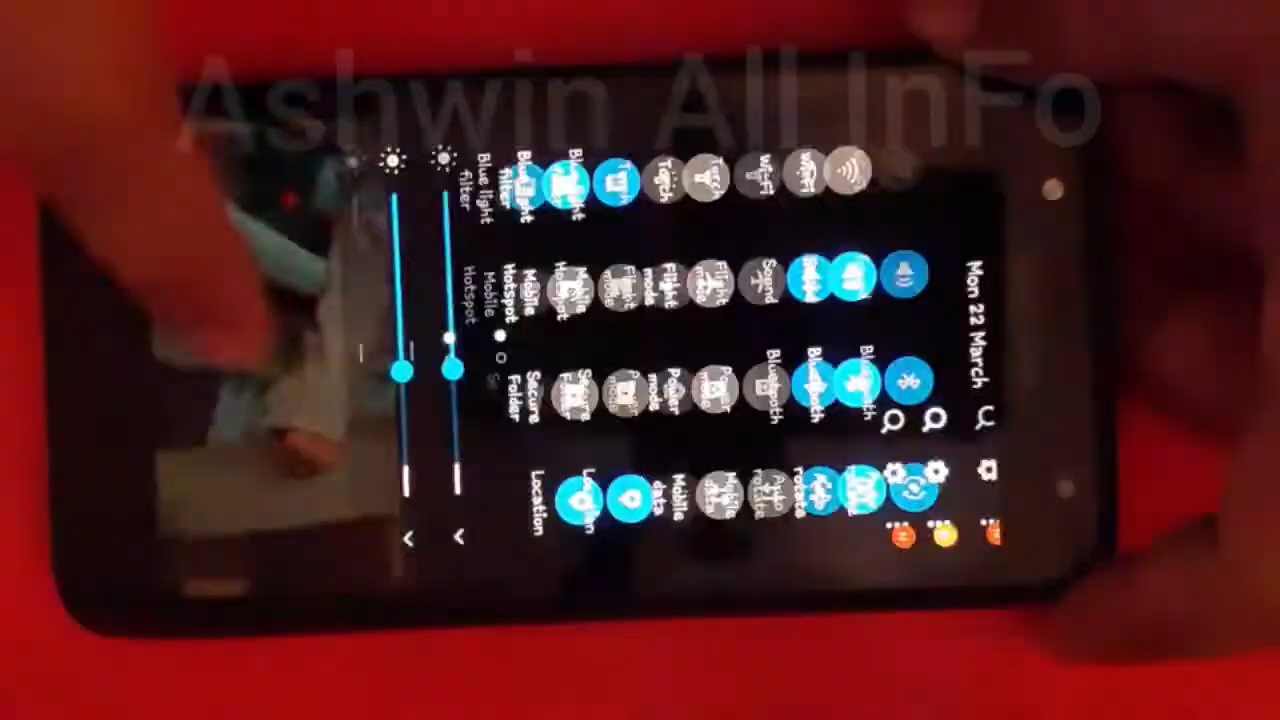 Ashwin All InFo
Mon 22 March
Wi-Fi
Sound
Bluetooth
Auto rotate
Torch
Flight mode
Power mode
Mobile data
Blue light filter
Mobile Hotspot
Secure Folder
Location